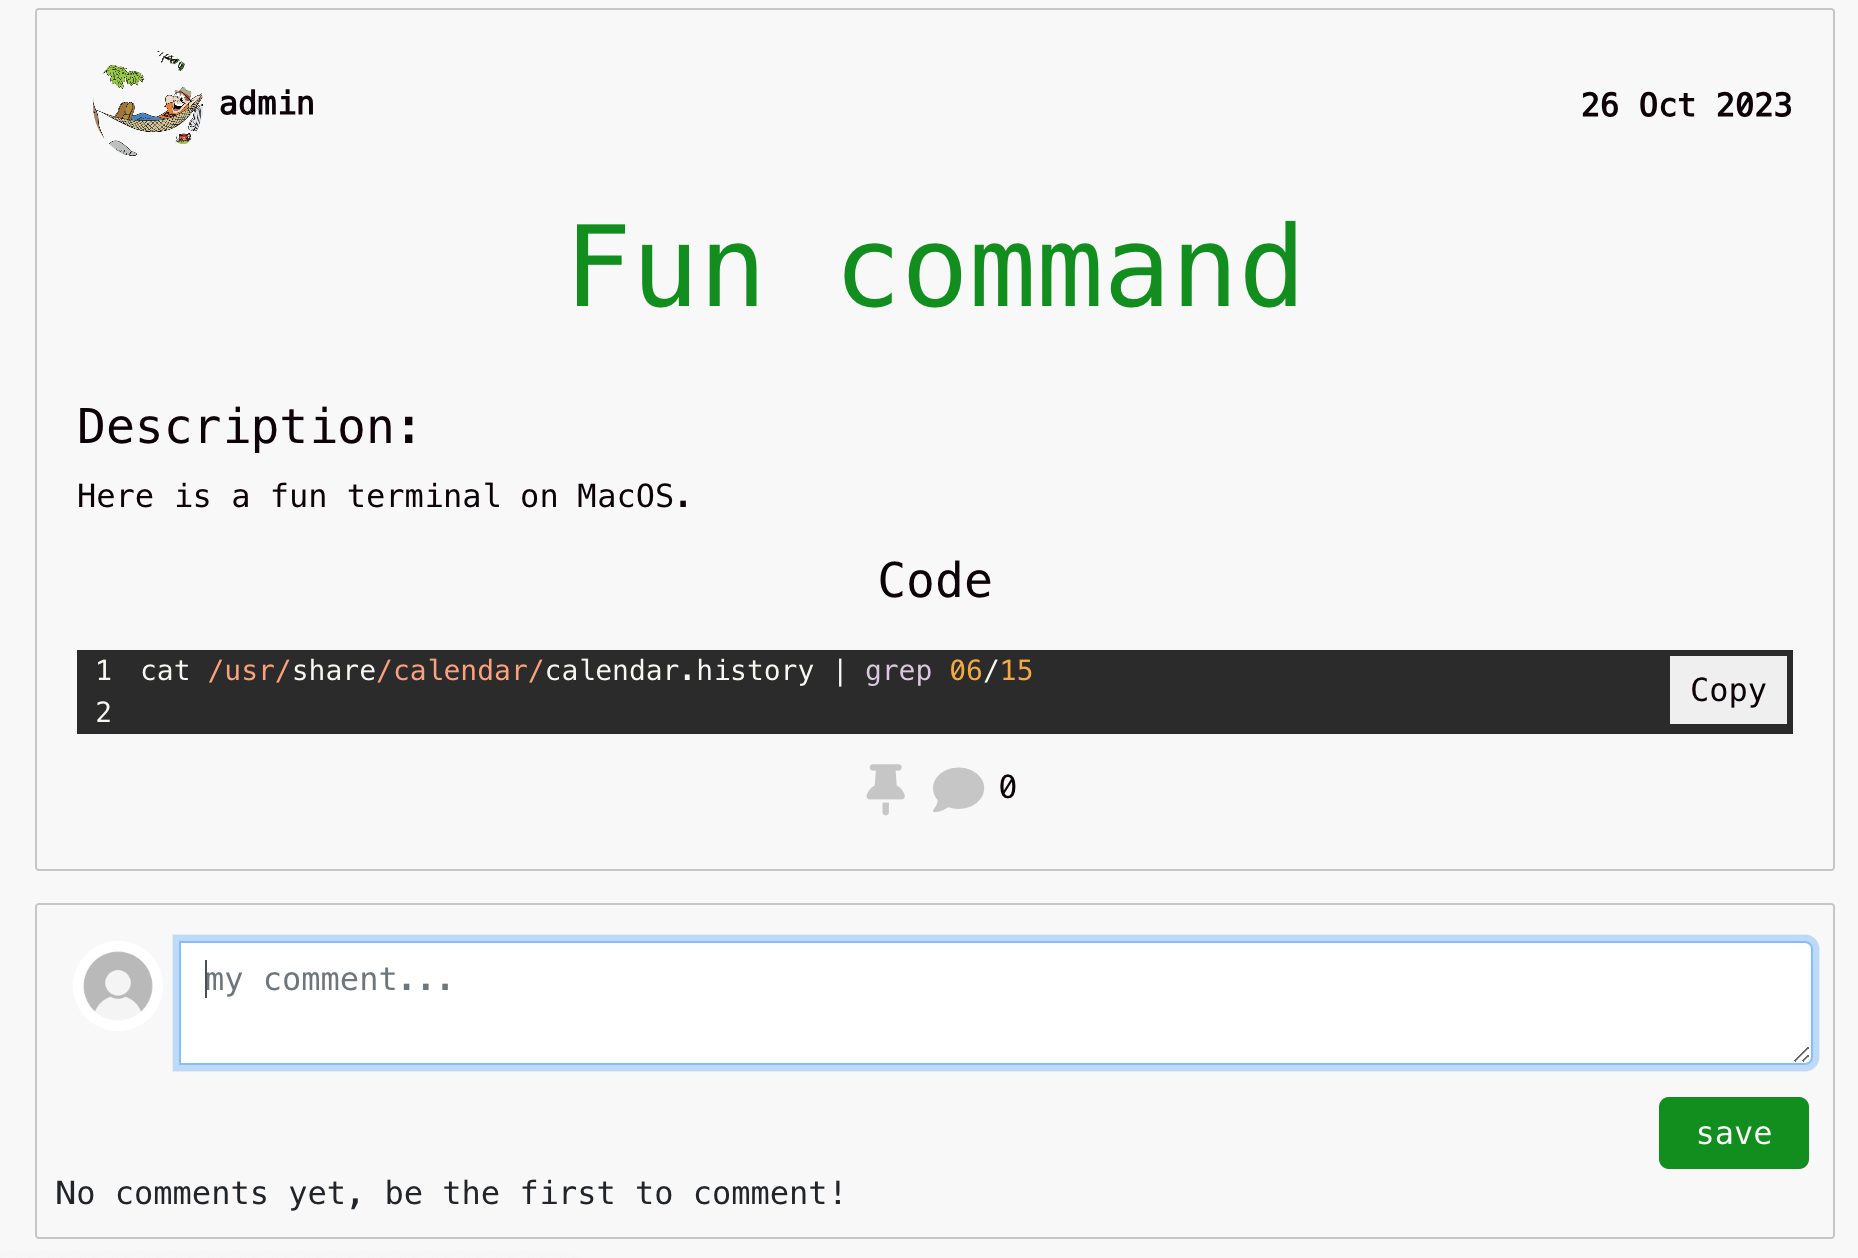 admin
26 Oct 2023
Fun command
Description:
Here is a fun terminal on MacOS.
Code
1 cat /usr/share/calendar/calendar.history | grep 06/15
2
Copy
0
my comment...
save
No comments yet, be the first to comment!